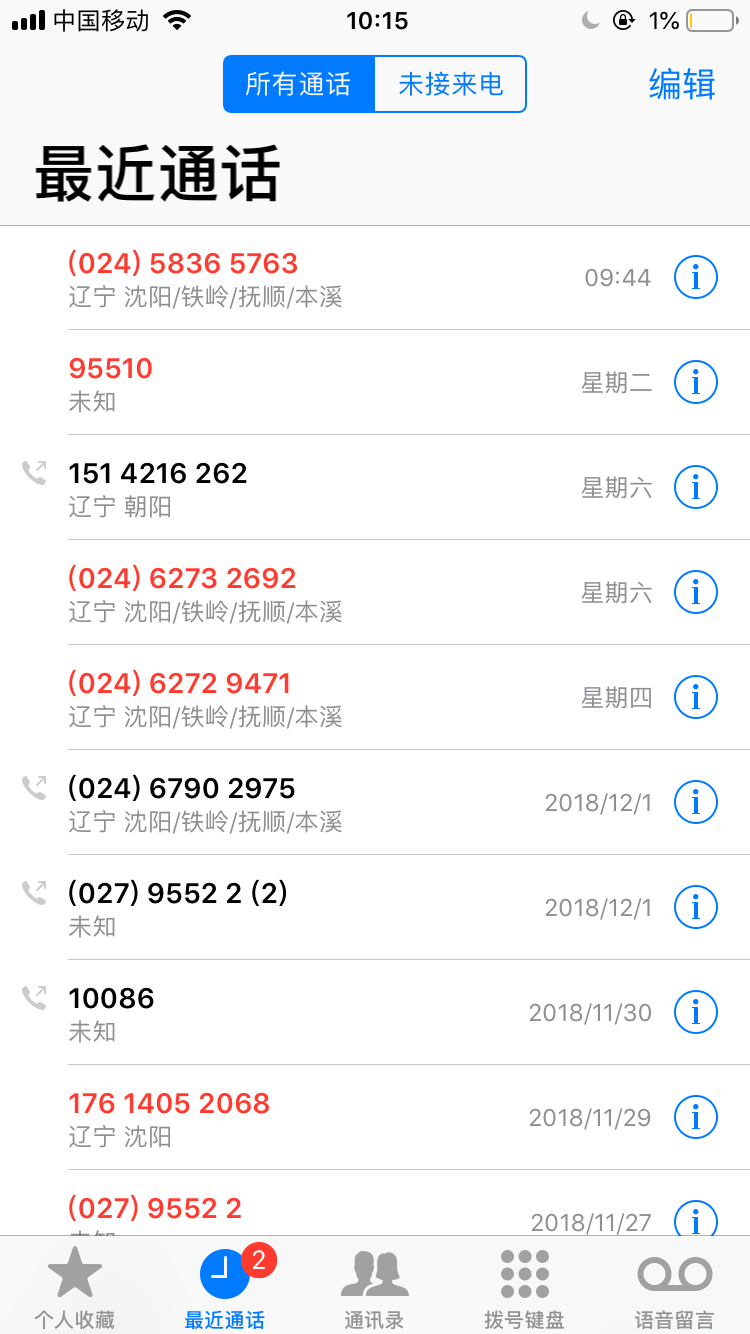 中国移动 10:15 1%
所有通话 未接来电 编辑
最近通话
(024) 5836 5763
辽宁 沈阳/铁岭/抚顺/本溪
09:44
95510
未知
星期二
151 4216 262
辽宁 朝阳
星期六
(024) 6273 2692
辽宁 沈阳/铁岭/抚顺/本溪
星期六
(024) 6272 9471
辽宁 沈阳/铁岭/抚顺/本溪
星期四
(024) 6790 2975
辽宁 沈阳/铁岭/抚顺/本溪
2018/12/1
(027) 9552 2 (2)
未知
2018/12/1
10086
未知
2018/11/30
176 1405 2068
辽宁 沈阳
2018/11/29
(027) 9552 2
2018/11/27
2
个人收藏 最近通话 通讯录 拨号键盘 语音留言